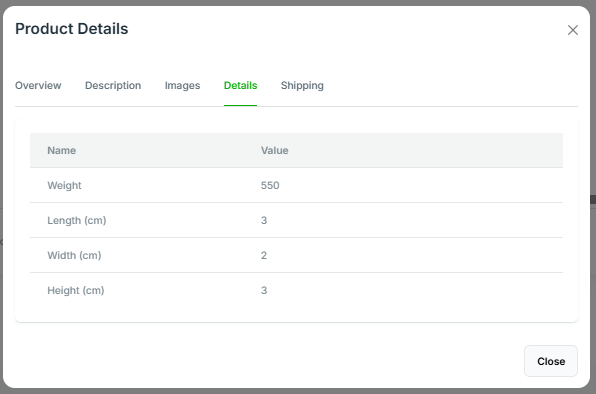 Product Details
Overview Description Images Details Shipping
Name Value
Weight 550
Length (cm) 3
Width (cm) 2
Height (cm) 3
Close